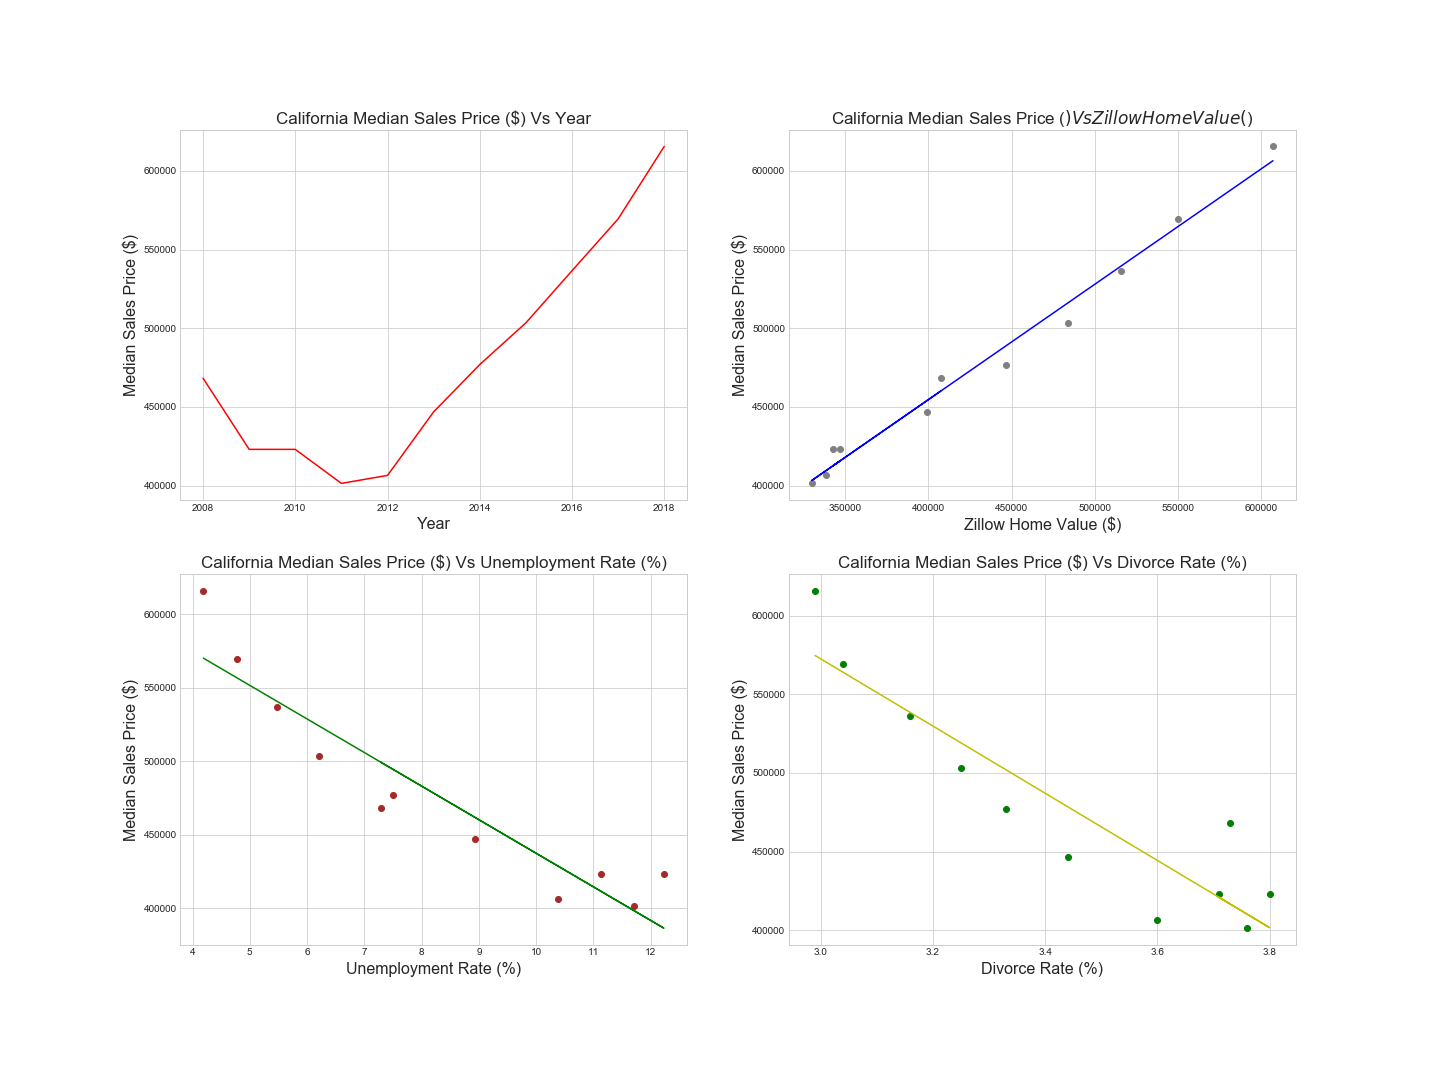 California Median Sales Price ($) Vs Year
600000
550000
500000
450000
400000
Median Sales Price ($)
2008 2010 2012 2014 2016 2018
Year
California Median Sales Price ()VsZillowHomeValue()
600000
550000
500000
450000
400000
Median Sales Price ($)
350000 400000 450000 500000 550000 600000
Zillow Home Value ($)
California Median Sales Price ($) Vs Unemployment Rate (%)
600000
550000
500000
450000
400000
Median Sales Price ($)
4 5 6 7 8 9 10 11 12
Unemployment Rate (%)
California Median Sales Price ($) Vs Divorce Rate (%)
600000
550000
500000
450000
400000
Median Sales Price ($)
3.0 3.2 3.4 3.6 3.8
Divorce Rate (%)